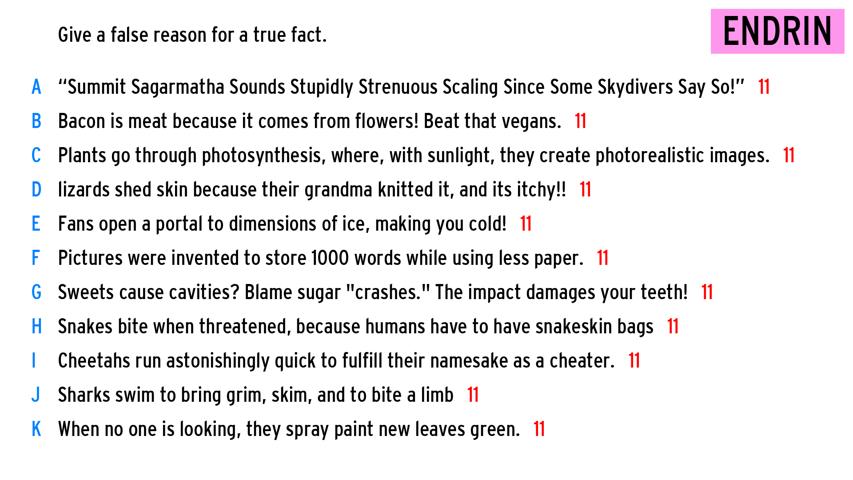 Give a false reason for a true fact.
ENDRIN
A “Summit Sagarmatha Sounds Stupidly Strenuous Scaling Since Some Skydivers Say So!” 11
B Bacon is meat because it comes from flowers! Beat that vegans. 11
C Plants go through photosynthesis, where, with sunlight, they create photorealistic images. 11
D lizards shed skin because their grandma knitted it, and its itchy!! 11
E Fans open a portal to dimensions of ice, making you cold! 11
F Pictures were invented to store 1000 words while using less paper. 11
G Sweets cause cavities? Blame sugar "crashes." The impact damages your teeth! 11
H Snakes bite when threatened, because humans have to have snakeskin bags 11
I Cheetahs run astonishingly quick to fulfill their namesake as a cheater. 11
J Sharks swim to bring grim, skim, and to bite a limb 11
K When no one is looking, they spray paint new leaves green. 11